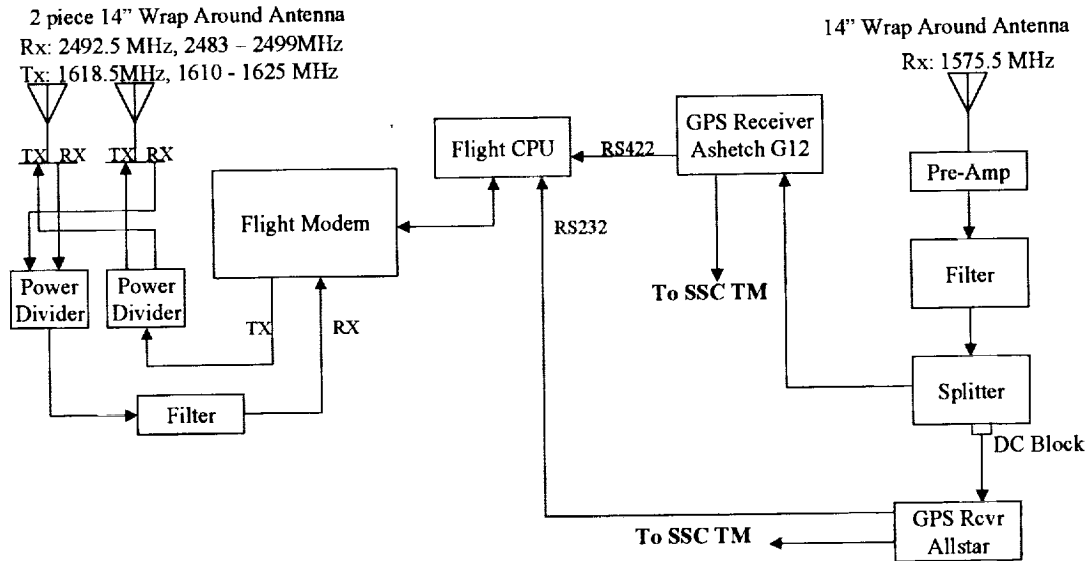 2 piece 14” Wrap Around Antenna
Rx: 2492.5 MHz, 2483 – 2499MHz
Tx: 1618.5MHz, 1610 - 1625 MHz
14” Wrap Around Antenna
Rx: 1575.5 MHz
TX RX
TX RX
Flight CPU
RS422
GPS Receiver
Ashetch G12
Pre-Amp
Flight Modem
RS232
Filter
Power
Divider
Power
Divider
To SSC TM
TX
RX
Splitter
Filter
DC Block
GPS Rcvr
Allstar
To SSC TM